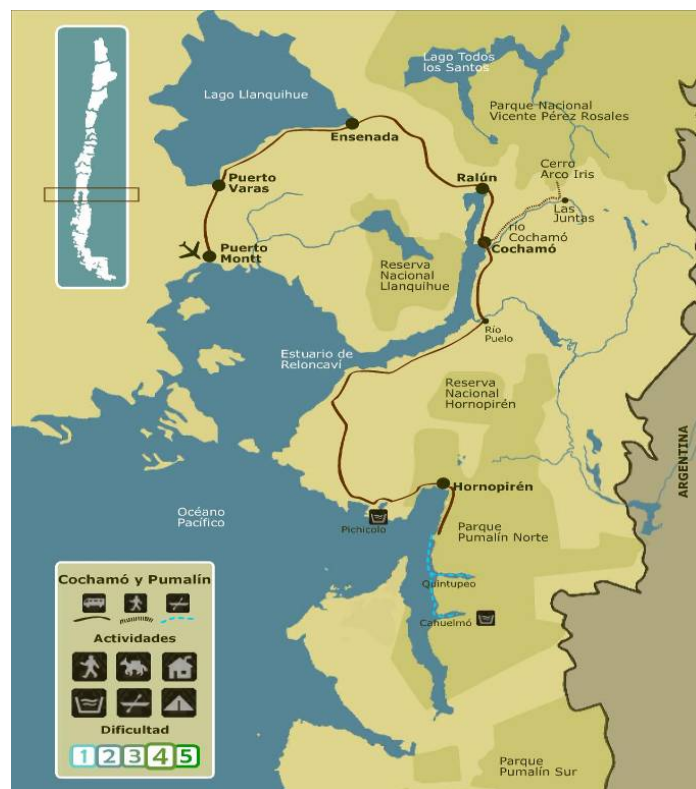 Lago Todos
los Santos
Lago Llanquihue
Parque Nacional
Vicente Pérez Rosales
Ensenada
Cerro
Arco Iris
Puerto
Varas
Ralún
Las
Juntas
río
Cochamó
Cochamó
Puerto
Montt
Reserva
Nacional
Llanquihue
Río
Puelo
Estuario de
Reloncaví
Reserva
Nacional
Hornopirén
ARGENTINA
Hornopirén
Océano
Pacífico
Pichicolo
Parque
Pumalín Norte
Quintupeo
Cahuelmó
Cochamó y Pumalín
Actividades
Dificultad
1 2 3 4 5
Parque
Pumalín Sur